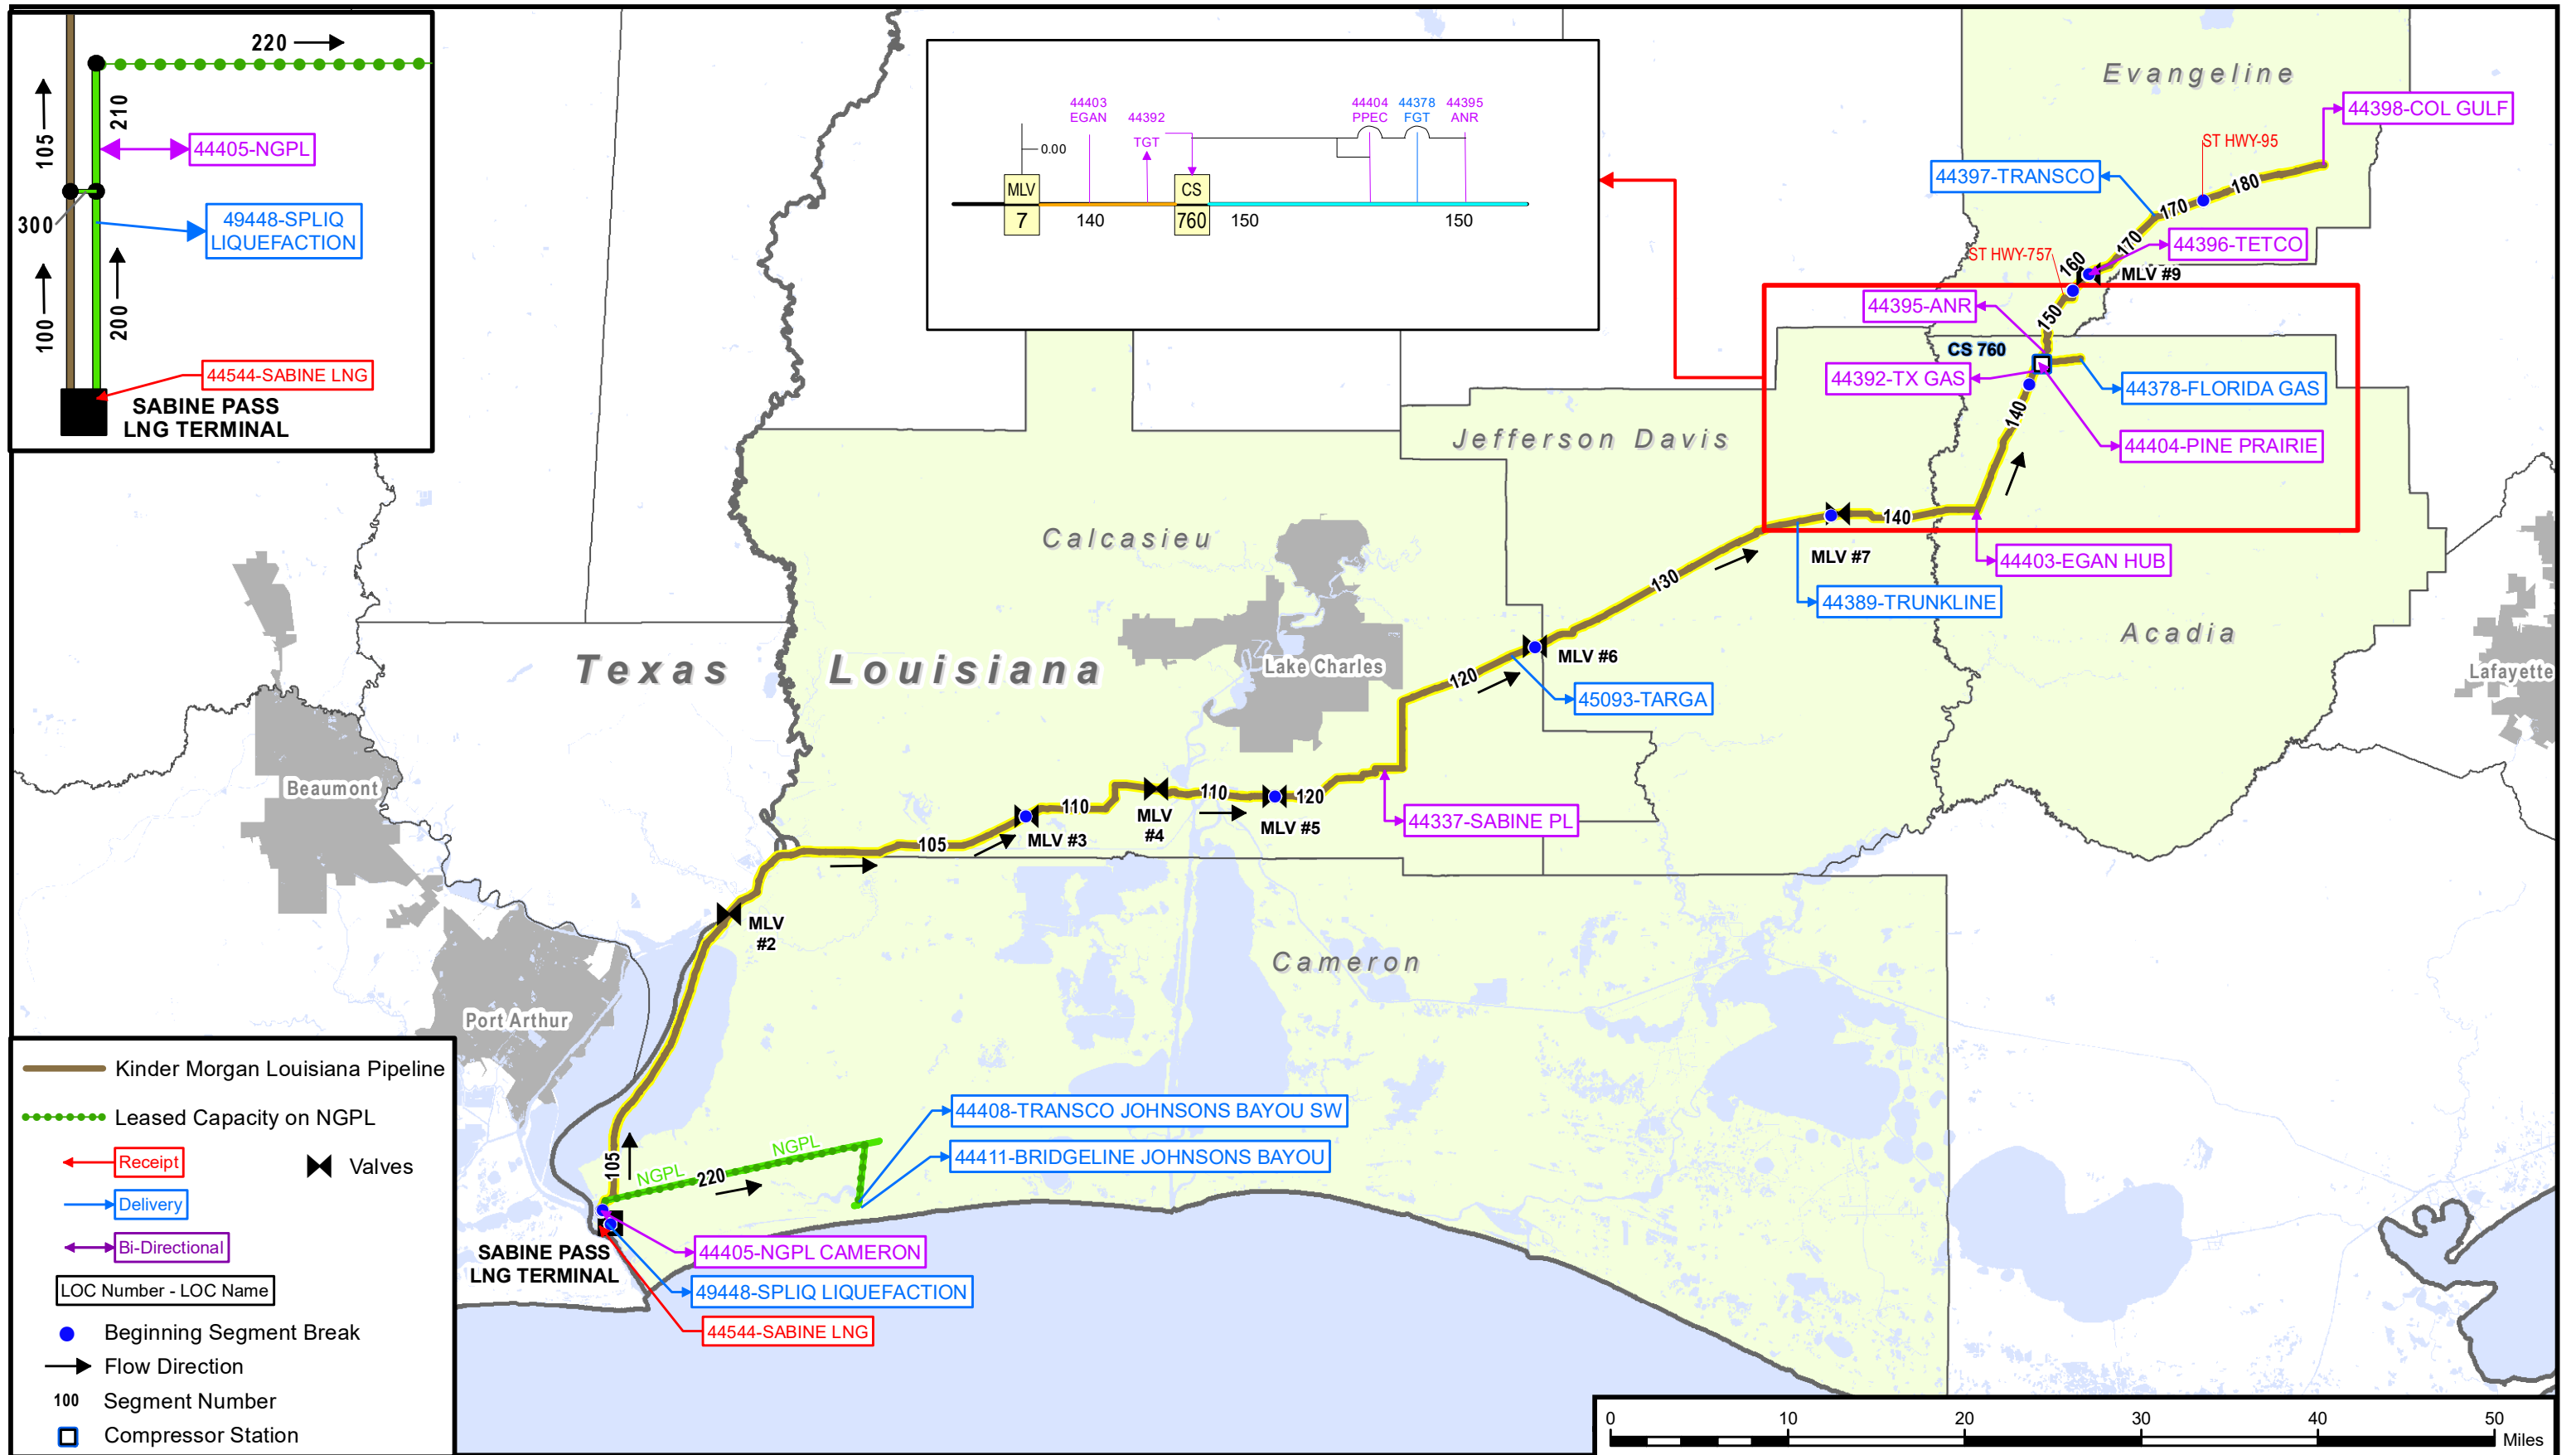 220
210
105
44405-NGPL
300
49448-SPLIQ
LIQUEFACTION
100
200
44544-SABINE LNG
SABINE PASS
LNG TERMINAL
44403
EGAN
44392
TGT
44404
PPEC
44378
FGT
44395
ANR
0.00
MLV
7
140
CS
760
150
150
Evangeline
44398-COL GULF
ST HWY-95
44397-TRANSCO
180
170
170
44396-TETCO
ST HWY-757
160
MLV #9
44395-ANR
150
CS 760
44392-TX GAS
44378-FLORIDA GAS
140
44404-PINE PRAIRIE
Jefferson Davis
140
MLV #7
44403-EGAN HUB
44389-TRUNKLINE
Calcasieu
130
Acadia
Texas
Louisiana
Lake Charles
MLV #6
120
45093-TARGA
Lafayette
Beaumont
110
MLV
#4
110
MLV #5
120
44337-SABINE PL
MLV #3
105
MLV
#2
Cameron
Port Arthur
105
NGPL
220
NGPL
44408-TRANSCO JOHNSONS BAYOU SW
44411-BRIDGELINE JOHNSONS BAYOU
SABINE PASS
LNG TERMINAL
44405-NGPL CAMERON
49448-SPLIQ LIQUEFACTION
44544-SABINE LNG
Kinder Morgan Louisiana Pipeline
Leased Capacity on NGPL
Receipt
Valves
Delivery
Bi-Directional
LOC Number - LOC Name
Beginning Segment Break
Flow Direction
100 Segment Number
Compressor Station
0 10 20 30 40 50
Miles